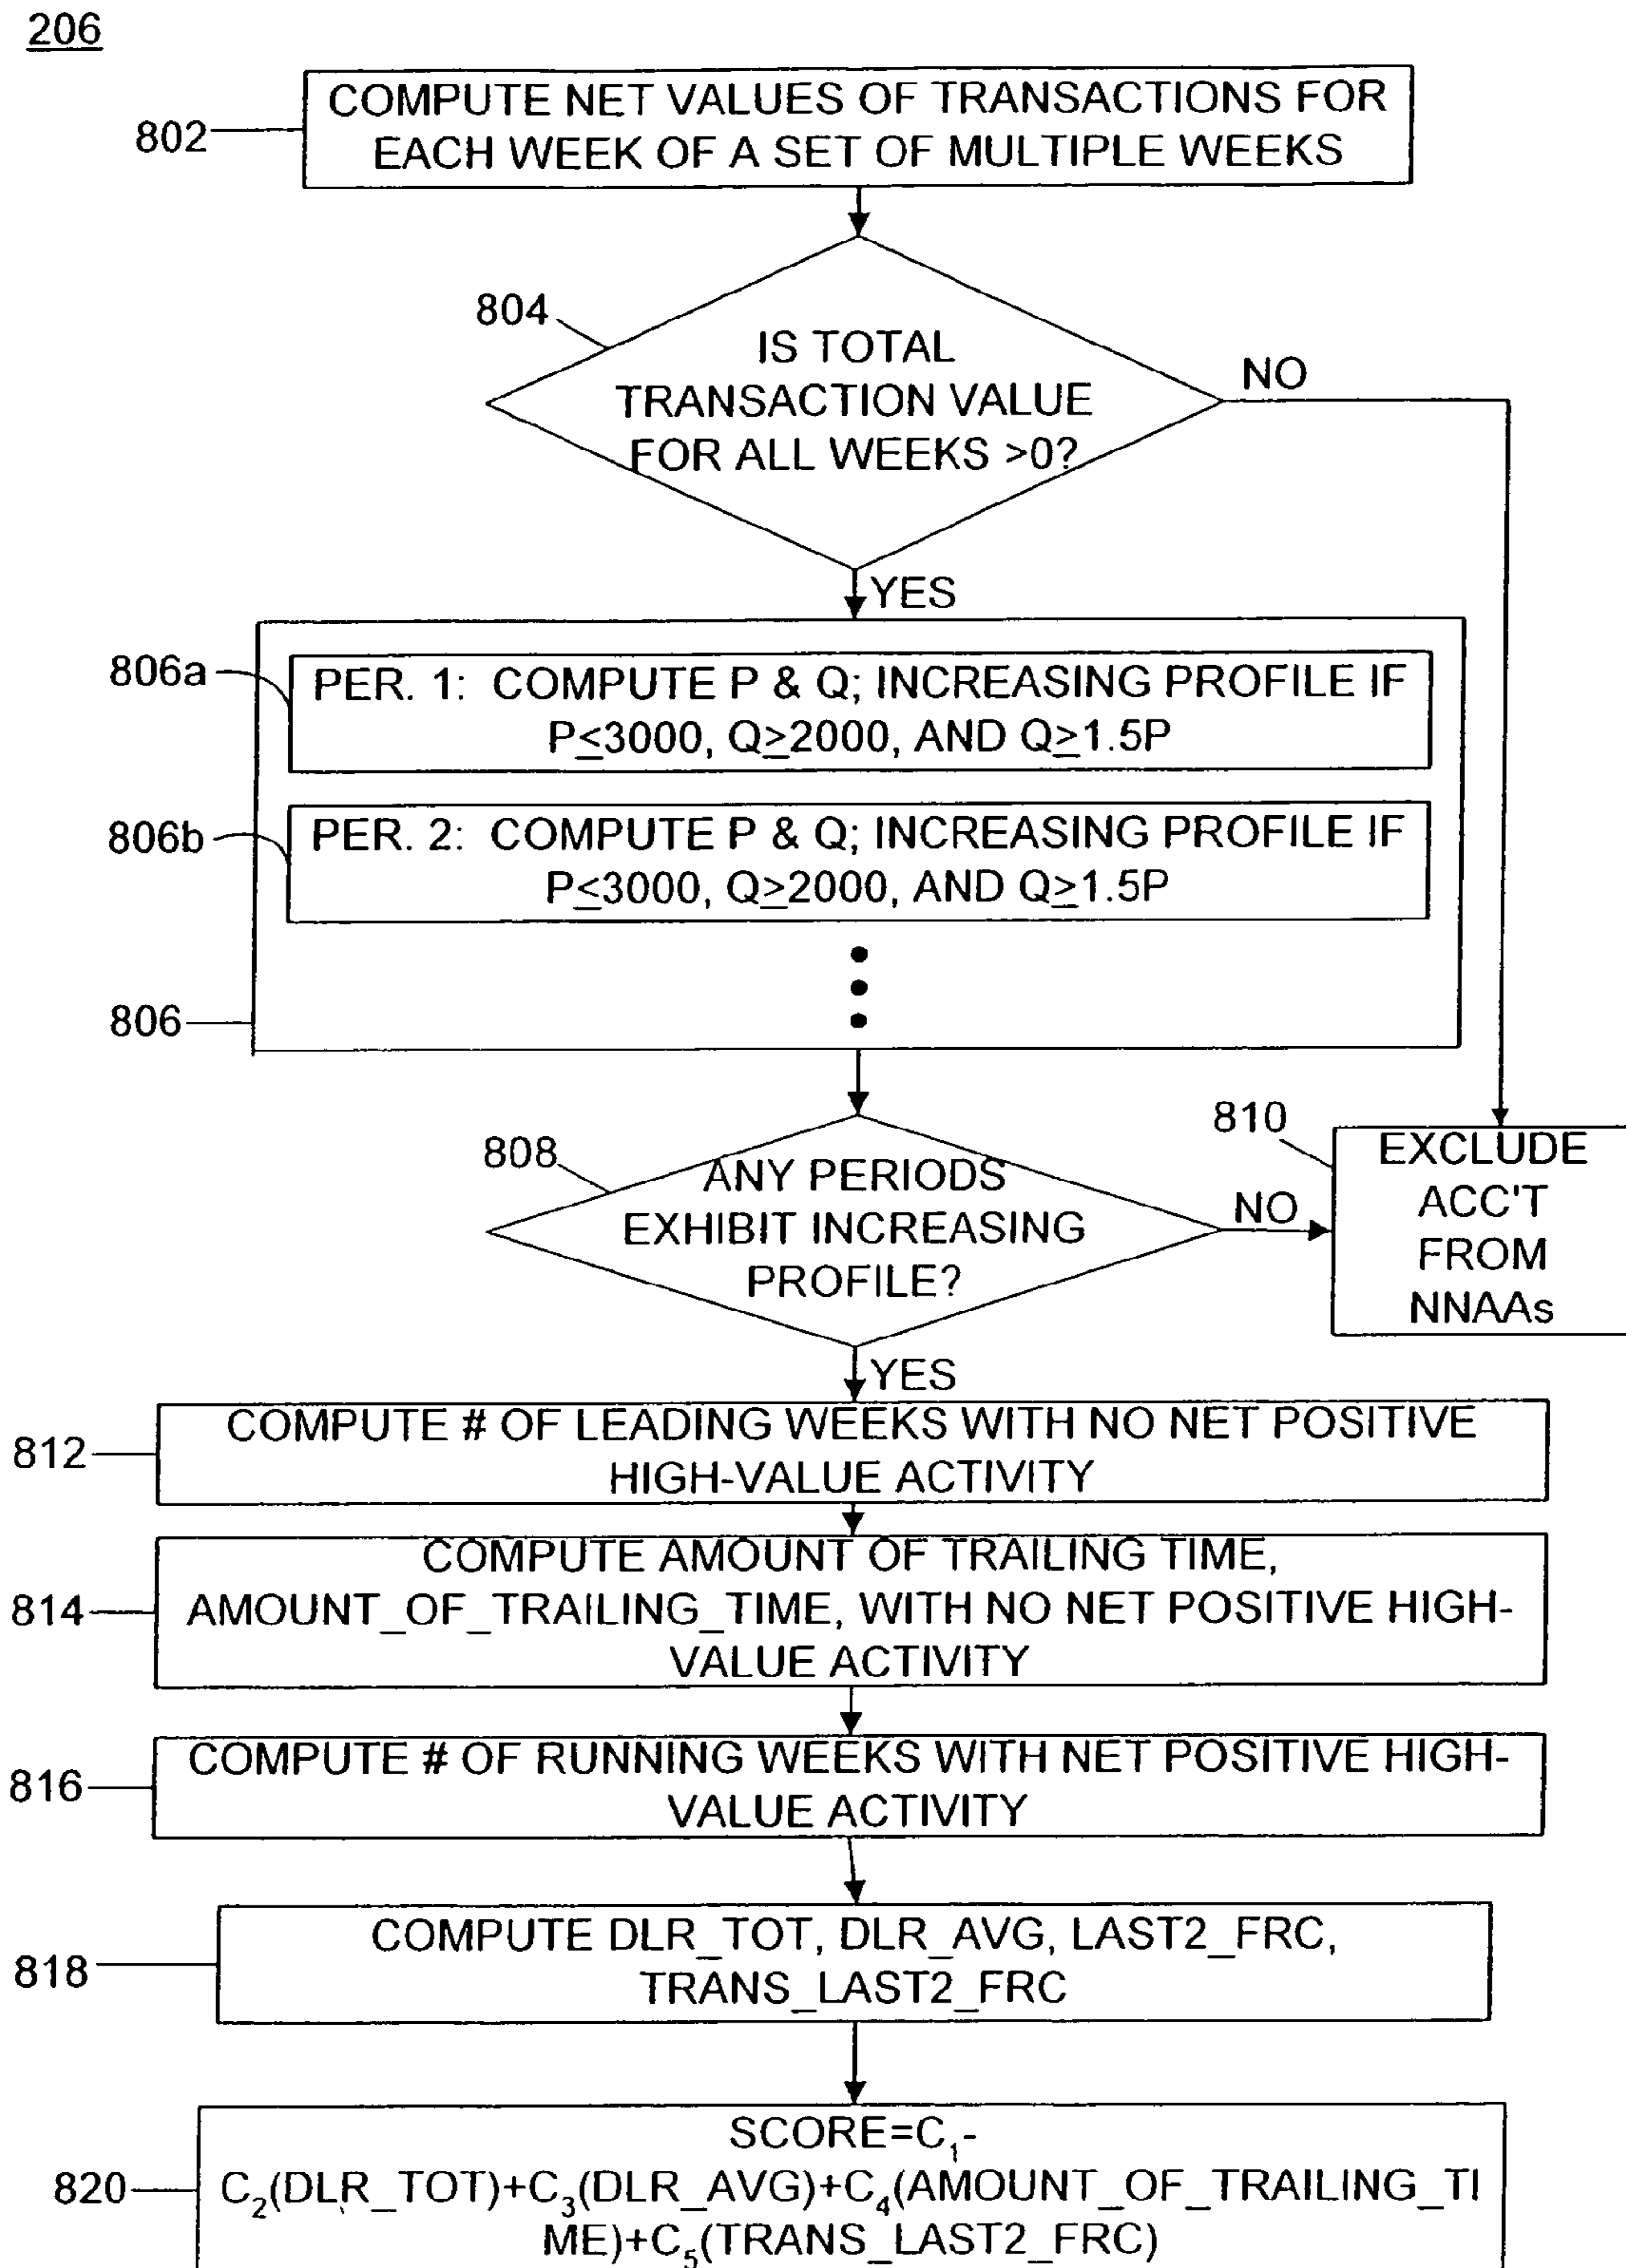 206
802
COMPUTE NET VALUES OF TRANSACTIONS FOR
EACH WEEK OF A SET OF MULTIPLE WEEKS
804
IS TOTAL
TRANSACTION VALUE
FOR ALL WEEKS >0?
NO
YES
806a
PER. 1: COMPUTE P & Q; INCREASING PROFILE IF
P≤3000, Q≥2000, AND Q≥1.5P
806b
PER. 2: COMPUTE P & Q; INCREASING PROFILE IF
P≤3000, Q≥2000, AND Q≥1.5P
806
808
ANY PERIODS
EXHIBIT INCREASING
PROFILE?
NO
810
EXCLUDE
ACC'T
FROM
NNAAs
YES
812
COMPUTE # OF LEADING WEEKS WITH NO NET POSITIVE
HIGH-VALUE ACTIVITY
814
COMPUTE AMOUNT OF TRAILING TIME,
AMOUNT_OF_TRAILING_TIME, WITH NO NET POSITIVE HIGH-
VALUE ACTIVITY
816
COMPUTE # OF RUNNING WEEKS WITH NET POSITIVE HIGH-
VALUE ACTIVITY
818
COMPUTE DLR_TOT, DLR_AVG, LAST2_FRC,
TRANS_LAST2_FRC
820
SCORE=C₁-
C₂(DLR_TOT)+C₃(DLR_AVG)+C₄(AMOUNT_OF_TRAILING_TI
ME)+C₅(TRANS_LAST2_FRC)